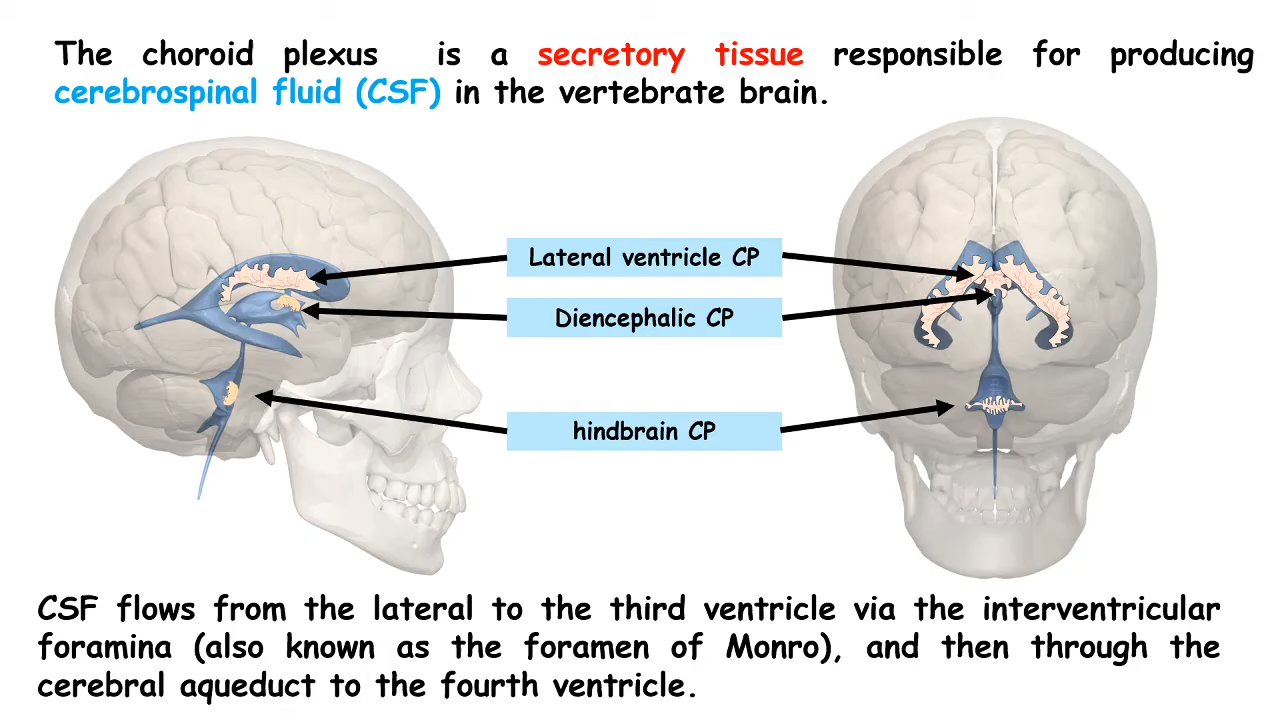 The choroid plexus is a secretory tissue responsible for producing
cerebrospinal fluid (CSF) in the vertebrate brain.
Lateral ventricle CP
Diencephalic CP
hindbrain CP
CSF flows from the lateral to the third ventricle via the interventricular
foramina (also known as the foramen of Monro), and then through the
cerebral aqueduct to the fourth ventricle.